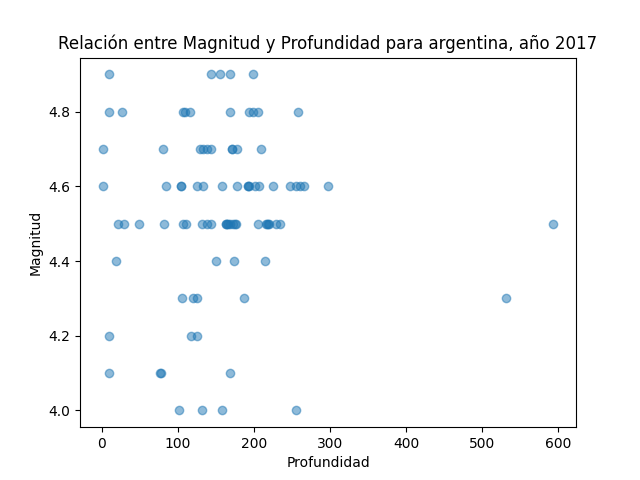 Relación entre Magnitud y Profundidad para argentina, año 2017
4.8
4.6
4.4
4.2
4.0
Magnitud
0 100 200 300 400 500 600
Profundidad